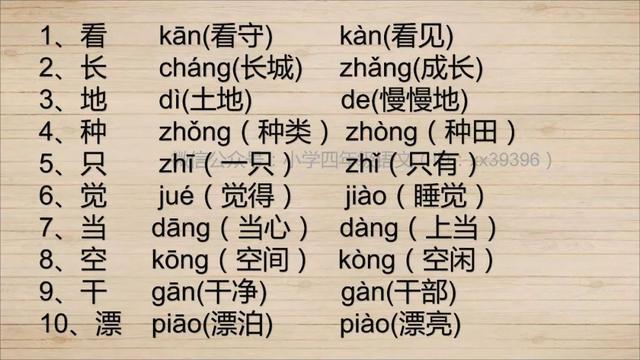 1、看 kān(看守) kàn(看见)
2、长 cháng(长城) zhǎng(成长)
3、地 dì(土地) de(慢慢地)
4、种 zhǒng（种类） zhòng（种田）
5、只 zhī（一只） zhǐ（只有）
6、觉 jué（觉得） jiào（睡觉）
7、当 dāng（当心） dàng（上当）
8、空 kōng（空间） kòng（空闲）
9、干 gān(干净) gàn(干部)
10、漂 piāo(漂泊) piào(漂亮)